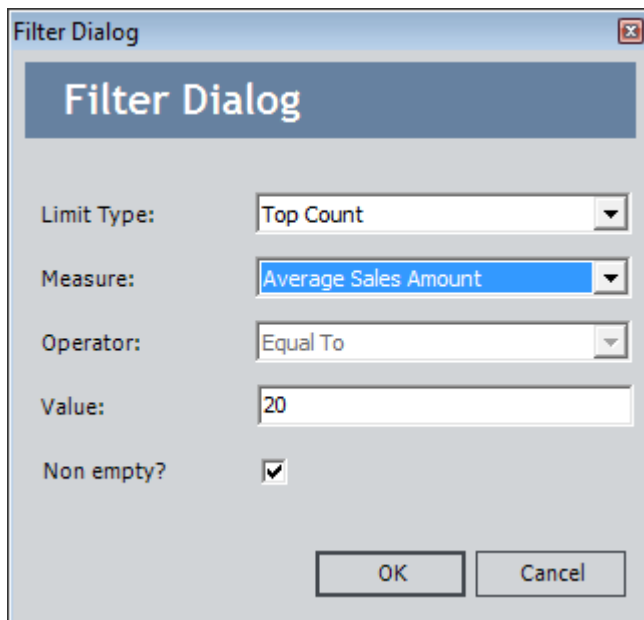 Filter Dialog
Filter Dialog
Limit Type: Top Count
Measure: Average Sales Amount
Operator: Equal To
Value: 20
Non empty?
OK Cancel